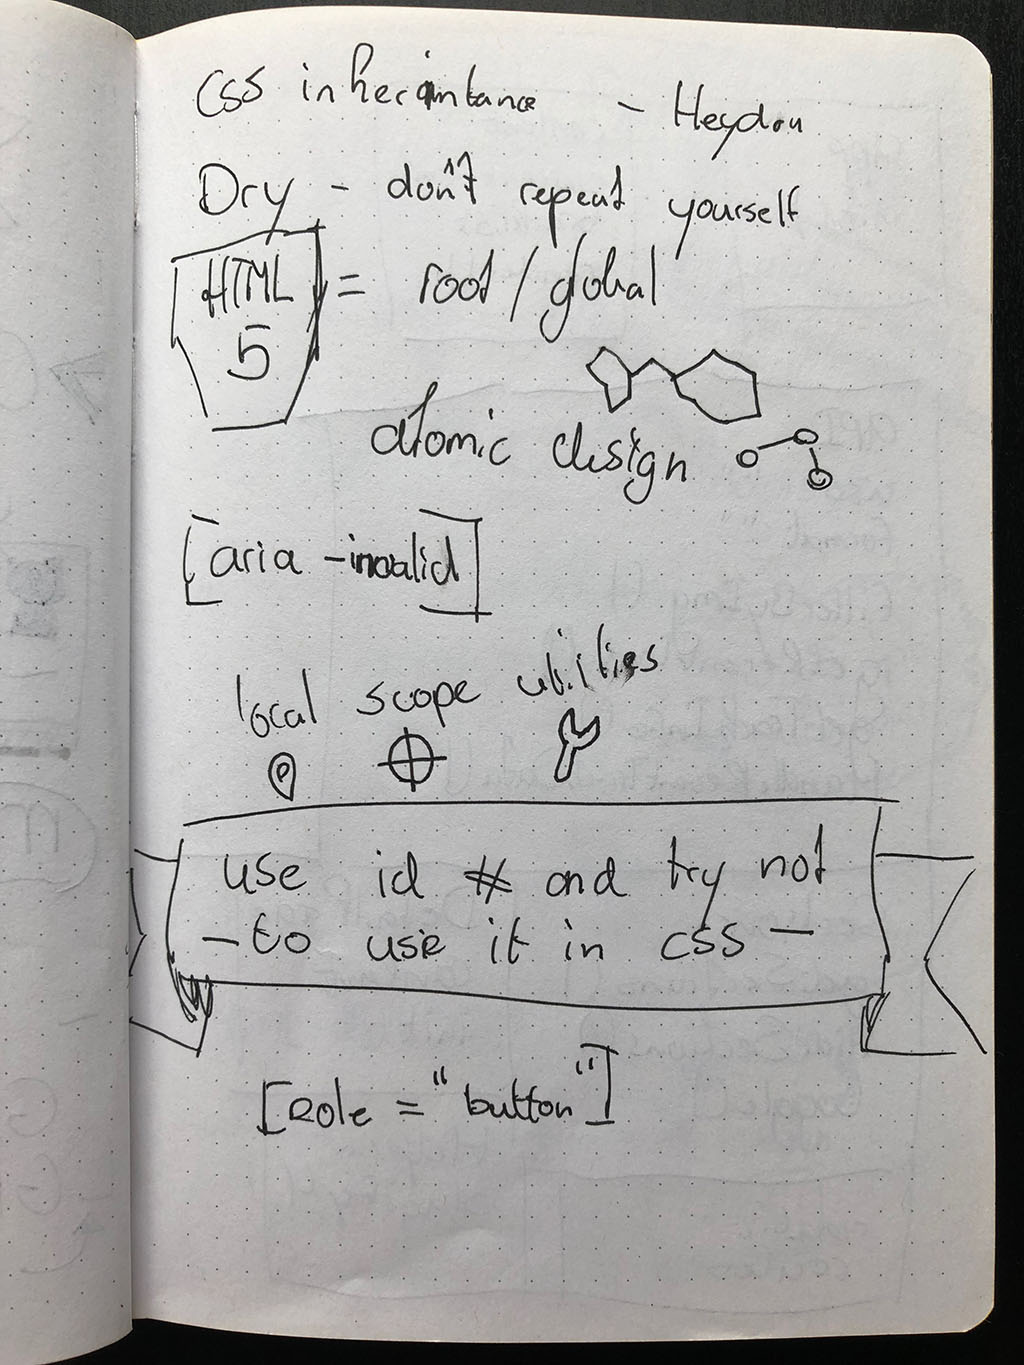 CSS inheraintance - Heydon
Dry - don't repeat yourself
HTML
5
= root / global
atomic design
[aria -invalid]
local scope utilities
use id # and try not
- to use it in css -
[role = "button"]